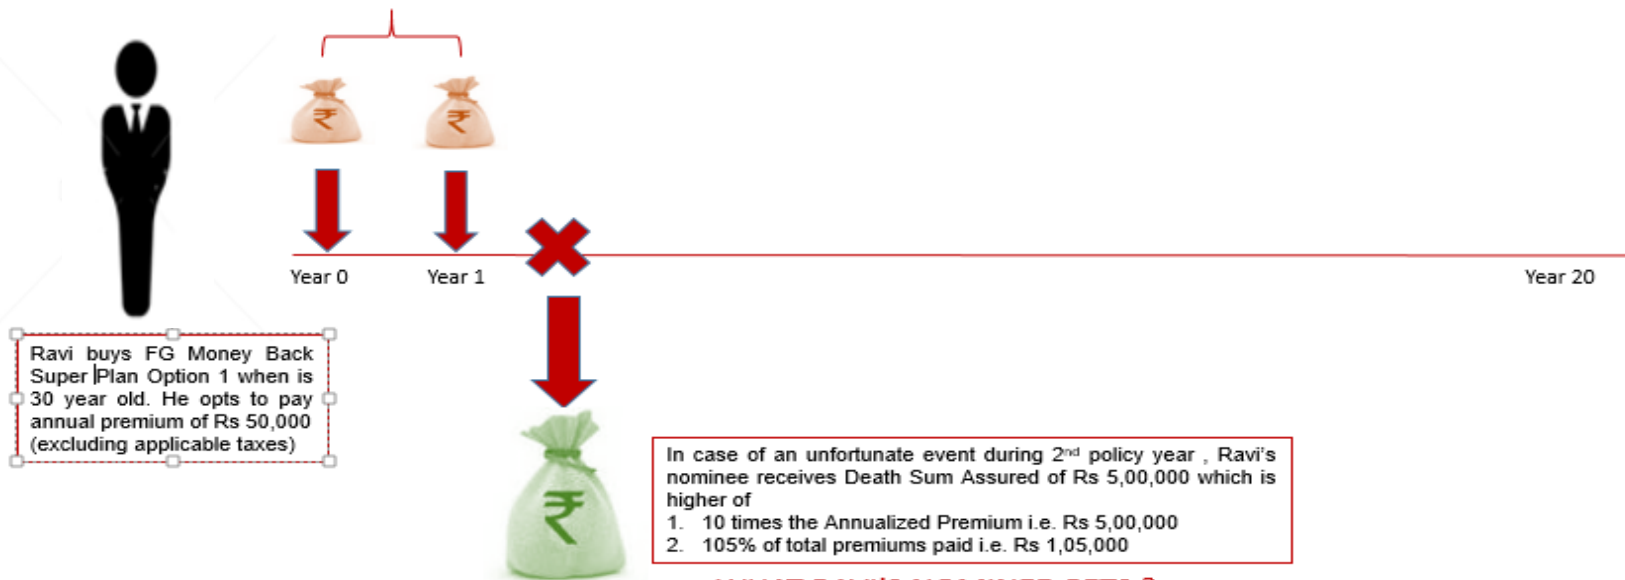 Year 0
Year 1
Year 20
Ravi buys FG Money Back
Super Plan Option 1 when is
30 year old. He opts to pay
annual premium of Rs 50,000
(excluding applicable taxes)
In case of an unfortunate event during 2nd policy year , Ravi's
nominee receives Death Sum Assured of Rs 5,00,000 which is
higher of
1. 10 times the Annualized Premium i.e. Rs 5,00,000
2. 105% of total premiums paid i.e. Rs 1,05,000